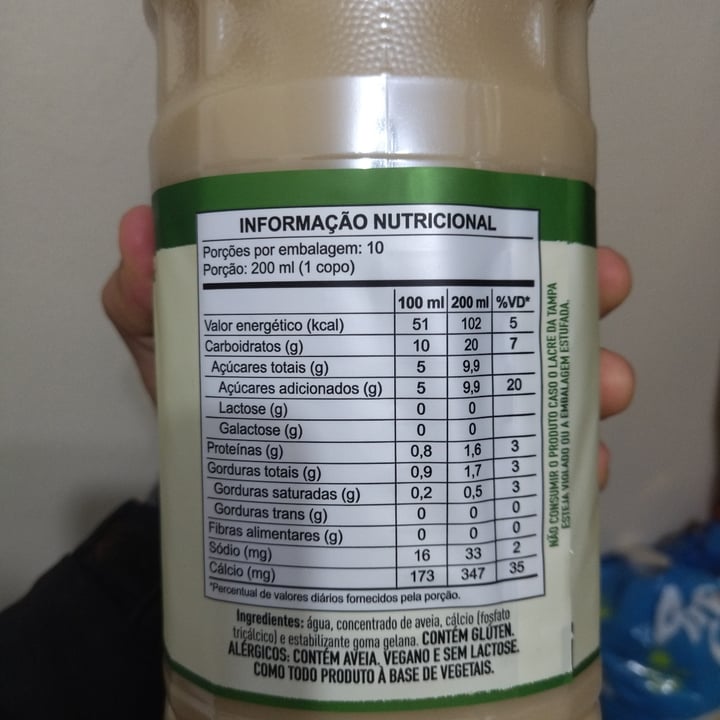 INFORMAÇÃO NUTRICIONAL
Porções por embalagem: 10
Porção: 200 ml (1 copo)
100 ml 200 ml %VD*
Valor energético (kcal) 51 102 5
Carboidratos (g) 10 20 7
Açúcares totais (g) 5 9,9
Açúcares adicionados (g) 5 9,9 20
Lactose (g) 0 0
Galactose (g) 0 0
Proteínas (g) 0,8 1,6 3
Gorduras totais (g) 0,9 1,7 3
Gorduras saturadas (g) 0,2 0,5 3
Gorduras trans (g) 0 0 0
Fibras alimentares (g) 0 0 0
Sódio (mg) 16 33 2
Cálcio (mg) 173 347 35
*Percentual de valores diários fornecidos pela porção.
Ingredientes: água, concentrado de aveia, cálcio (fosfato
tricálcico) e estabilizante goma gelana. CONTÉM GLÚTEN.
ALÉRGICOS: CONTÉM AVEIA. VEGANO E SEM LACTOSE.
COMO TODO PRODUTO À BASE DE VEGETAIS.
NÃO CONSUMIR O PRODUTO CASO O LACRE DA TAMPA
ESTEJA VIOLADO OU A EMBALAGEM ESTUFADA.